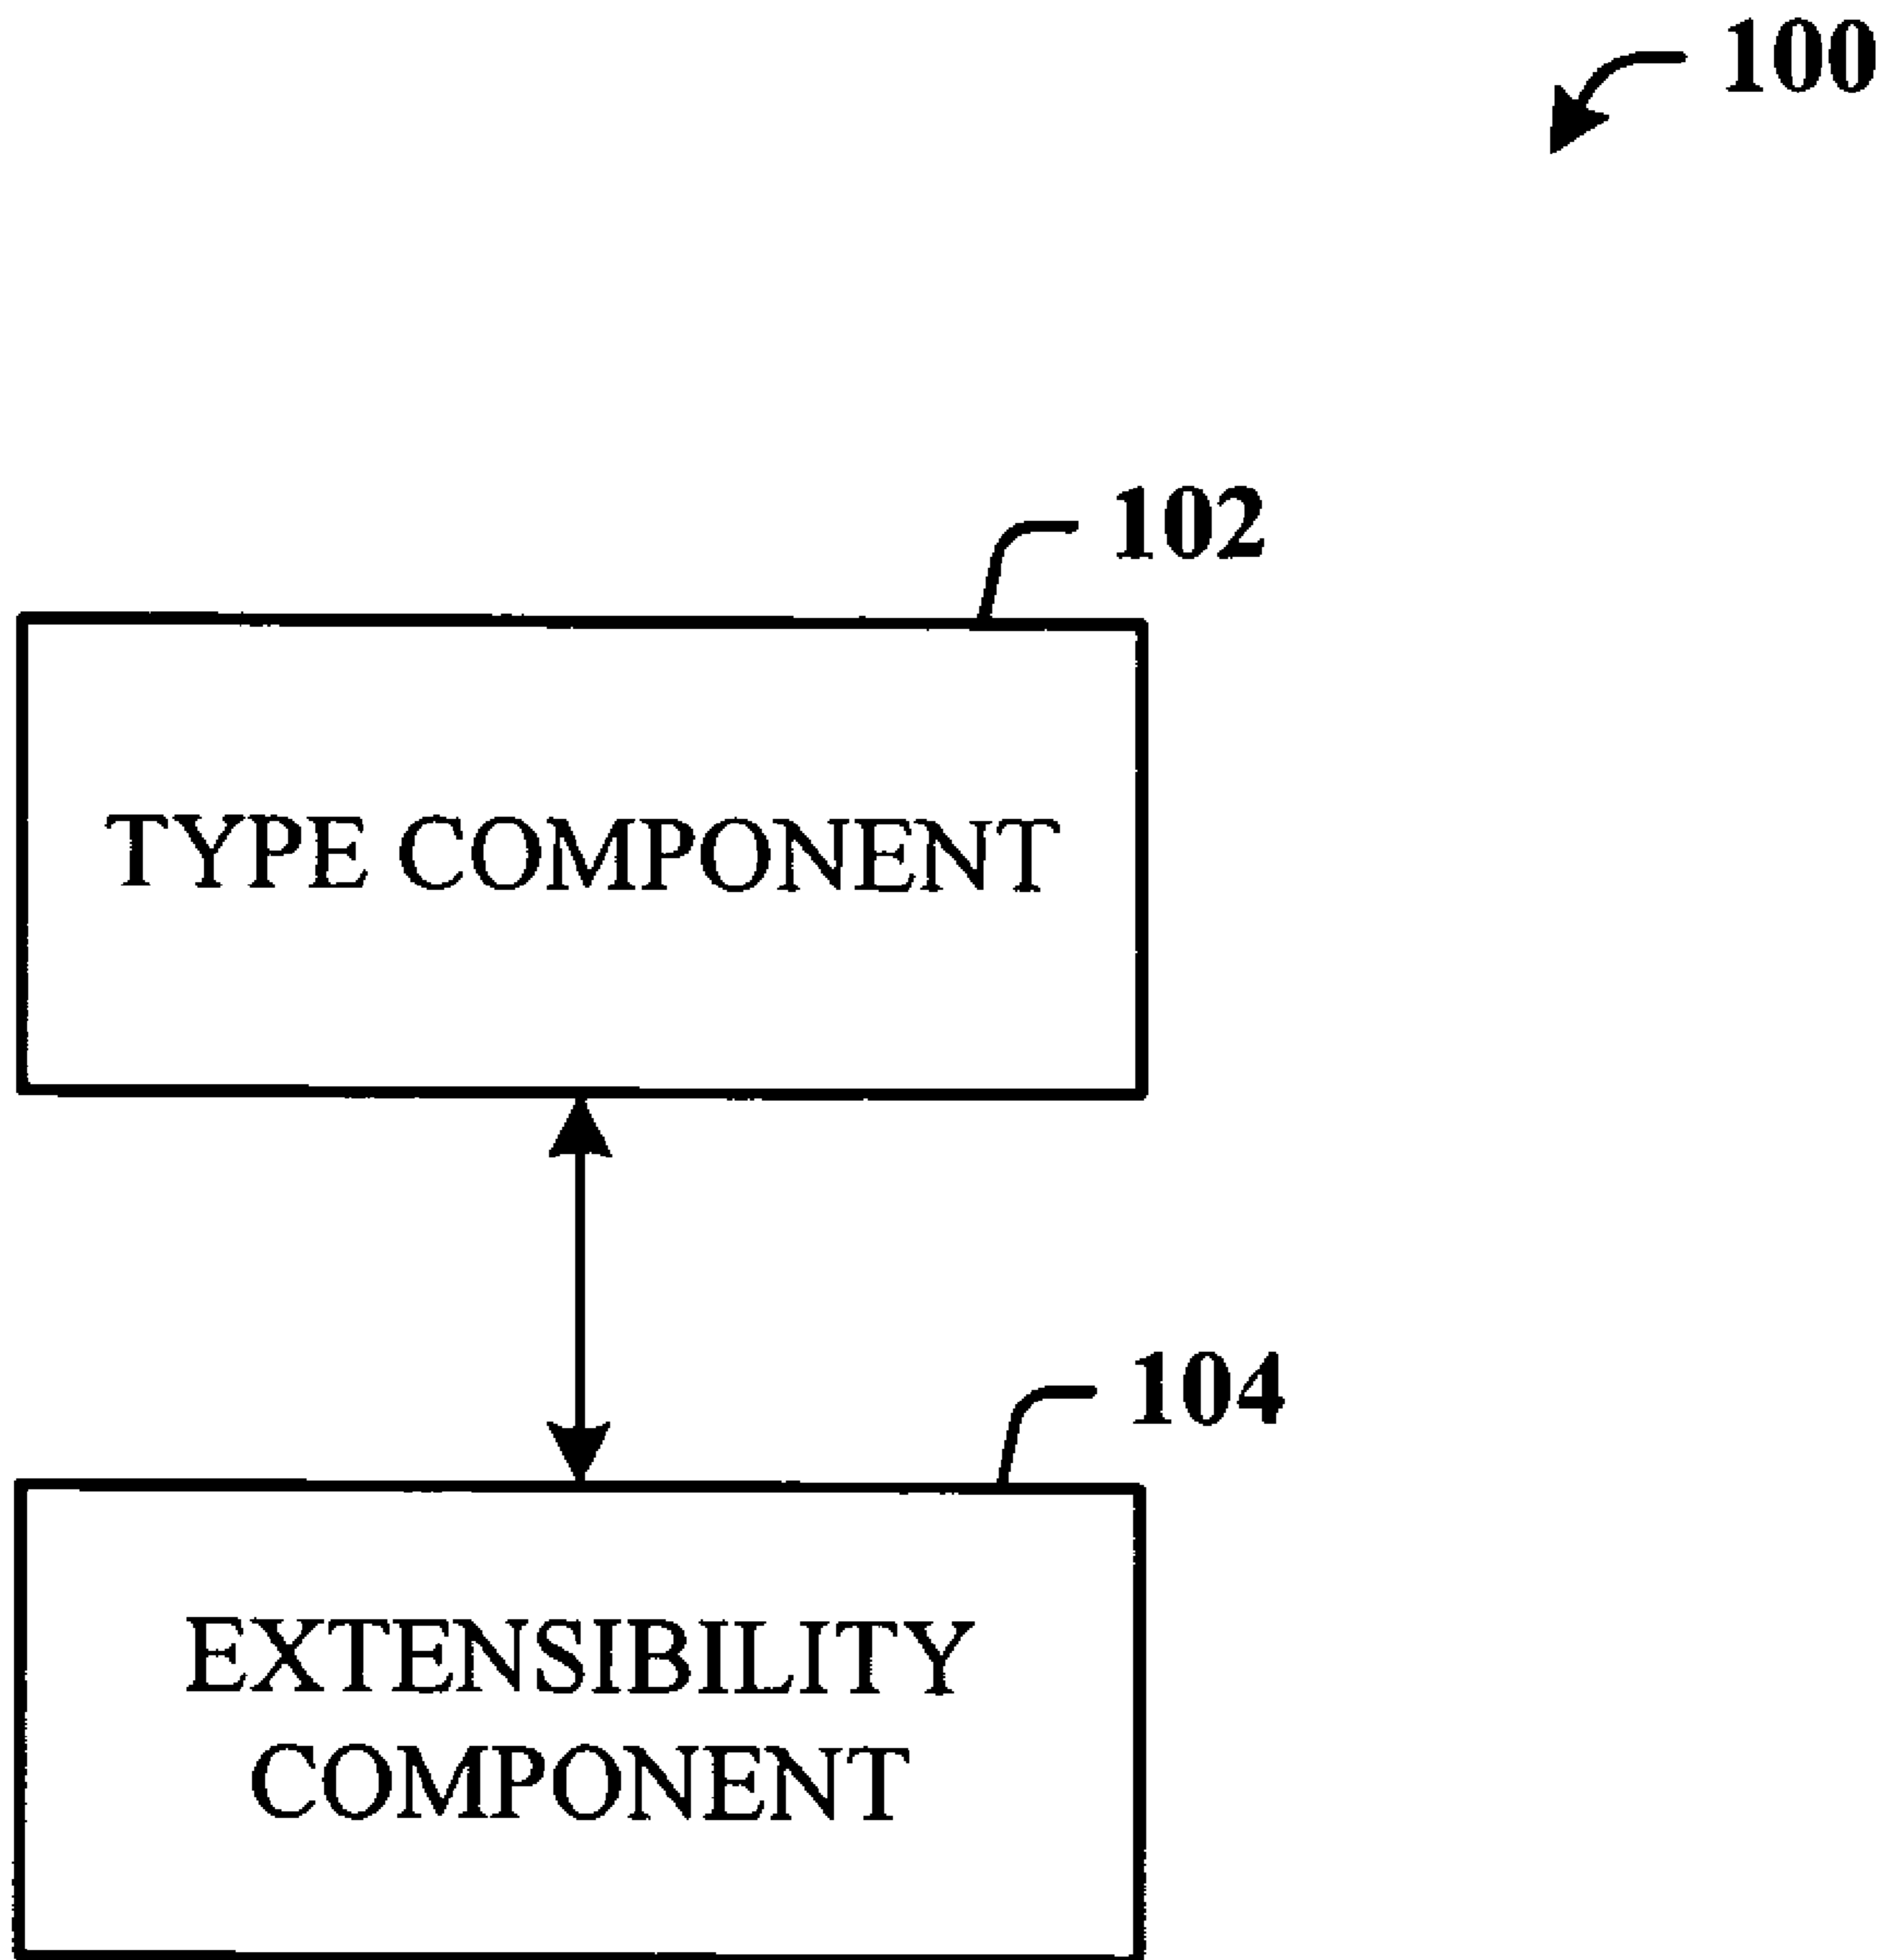 100
102
TYPE COMPONENT
104
EXTENSIBILITY
COMPONENT